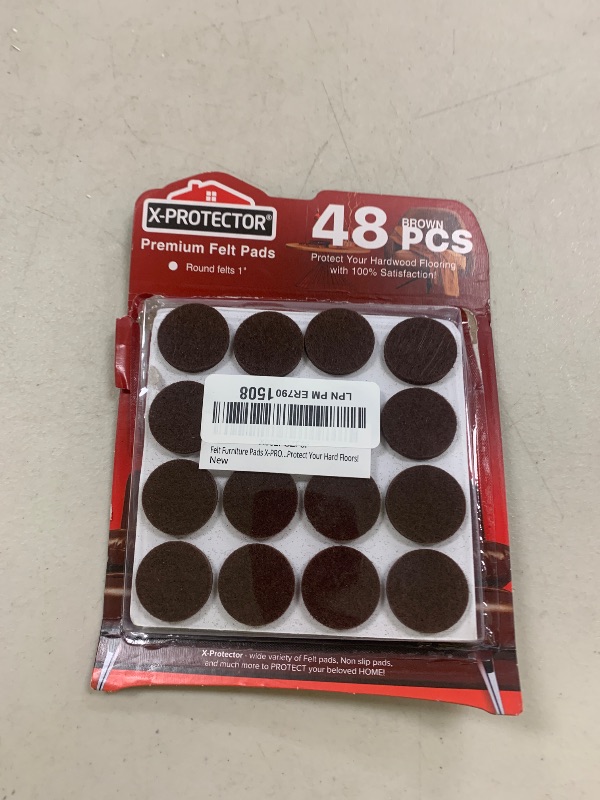 X-PROTECTOR®
Premium Felt Pads
Round felts 1"
48 BROWN PCS
Protect Your Hardwood Flooring
with 100% Satisfaction!
LPN PM ER790 1508
Felt Furniture Pads X-PRO...Protect Your Hard Floors!
New
X-Protector - wide variety of Felt pads, Non slip pads,
and much more to PROTECT your beloved HOME!